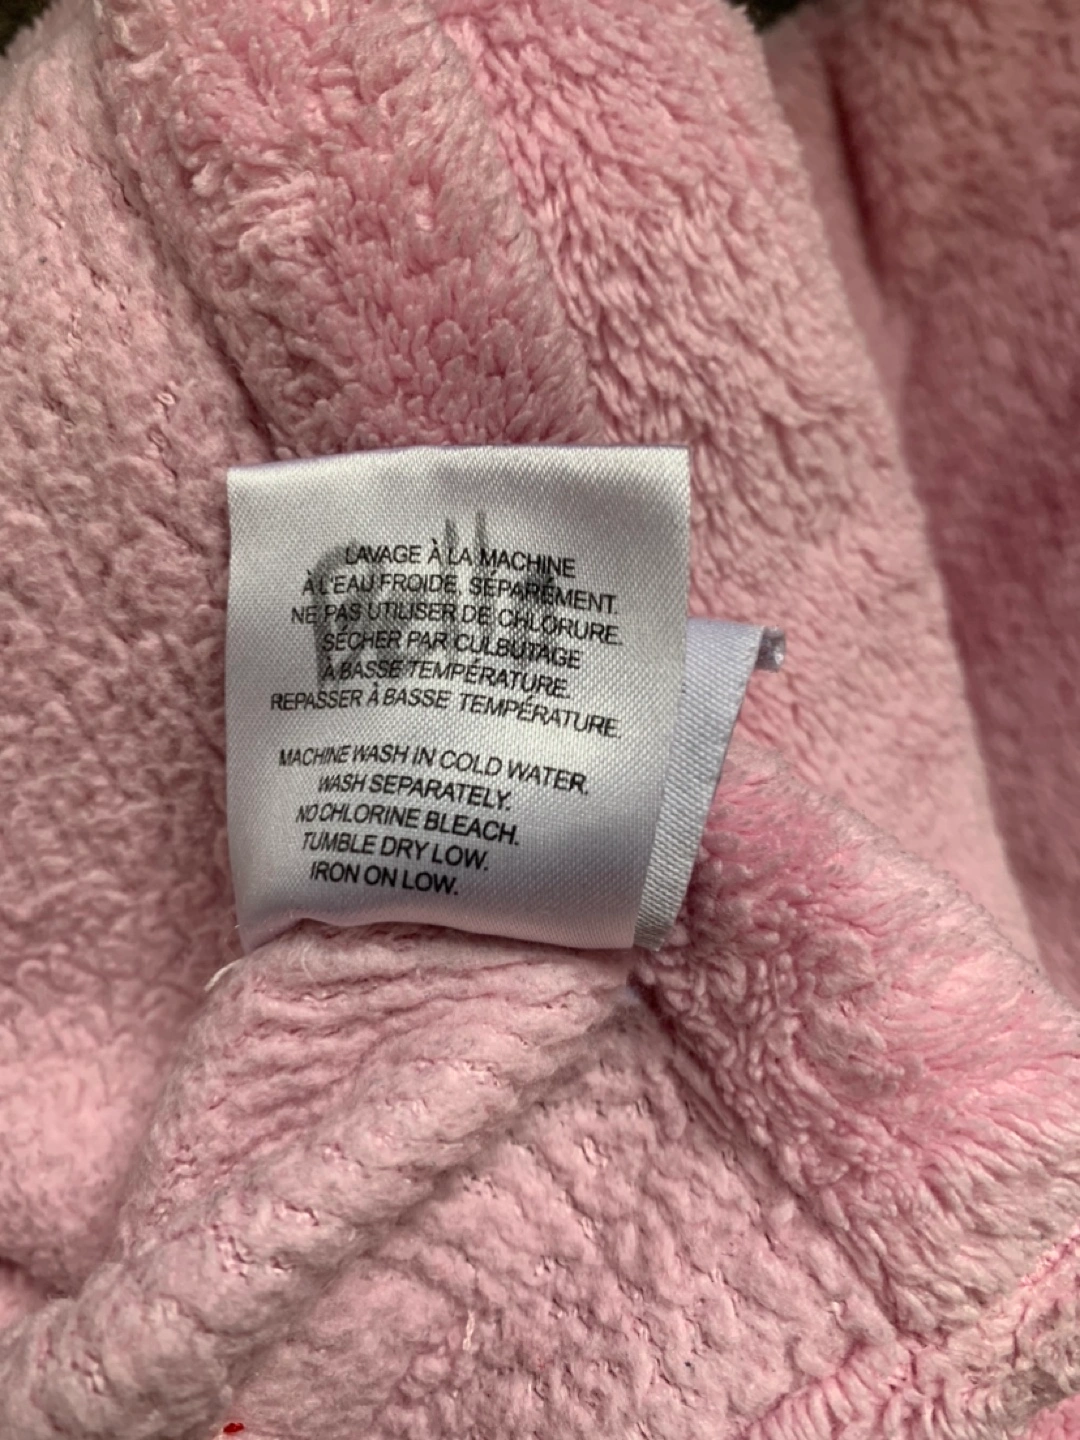 LAVAGE À LA MACHINE
À L'EAU FROIDE, SÉPARÉMENT.
NE PAS UTILISER DE CHLORURE.
SÉCHER PAR CULBUTAGE
À BASSE TEMPÉRATURE.
REPASSER À BASSE TEMPÉRATURE.
MACHINE WASH IN COLD WATER.
WASH SEPARATELY.
NO CHLORINE BLEACH.
TUMBLE DRY LOW.
IRON ON LOW.